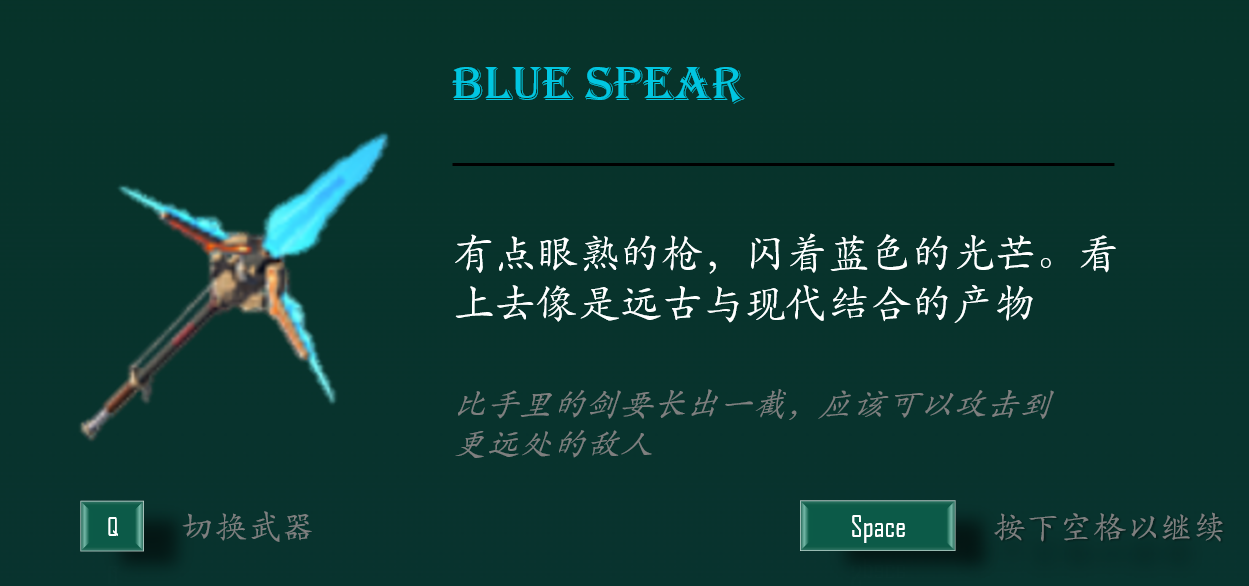 BLUE SPEAR
有点眼熟的枪，闪着蓝色的光芒。看
上去像是远古与现代结合的产物
比手里的剑要长出一截，应该可以攻击到
更远处的敌人
Q 切换武器
Space 按下空格以继续